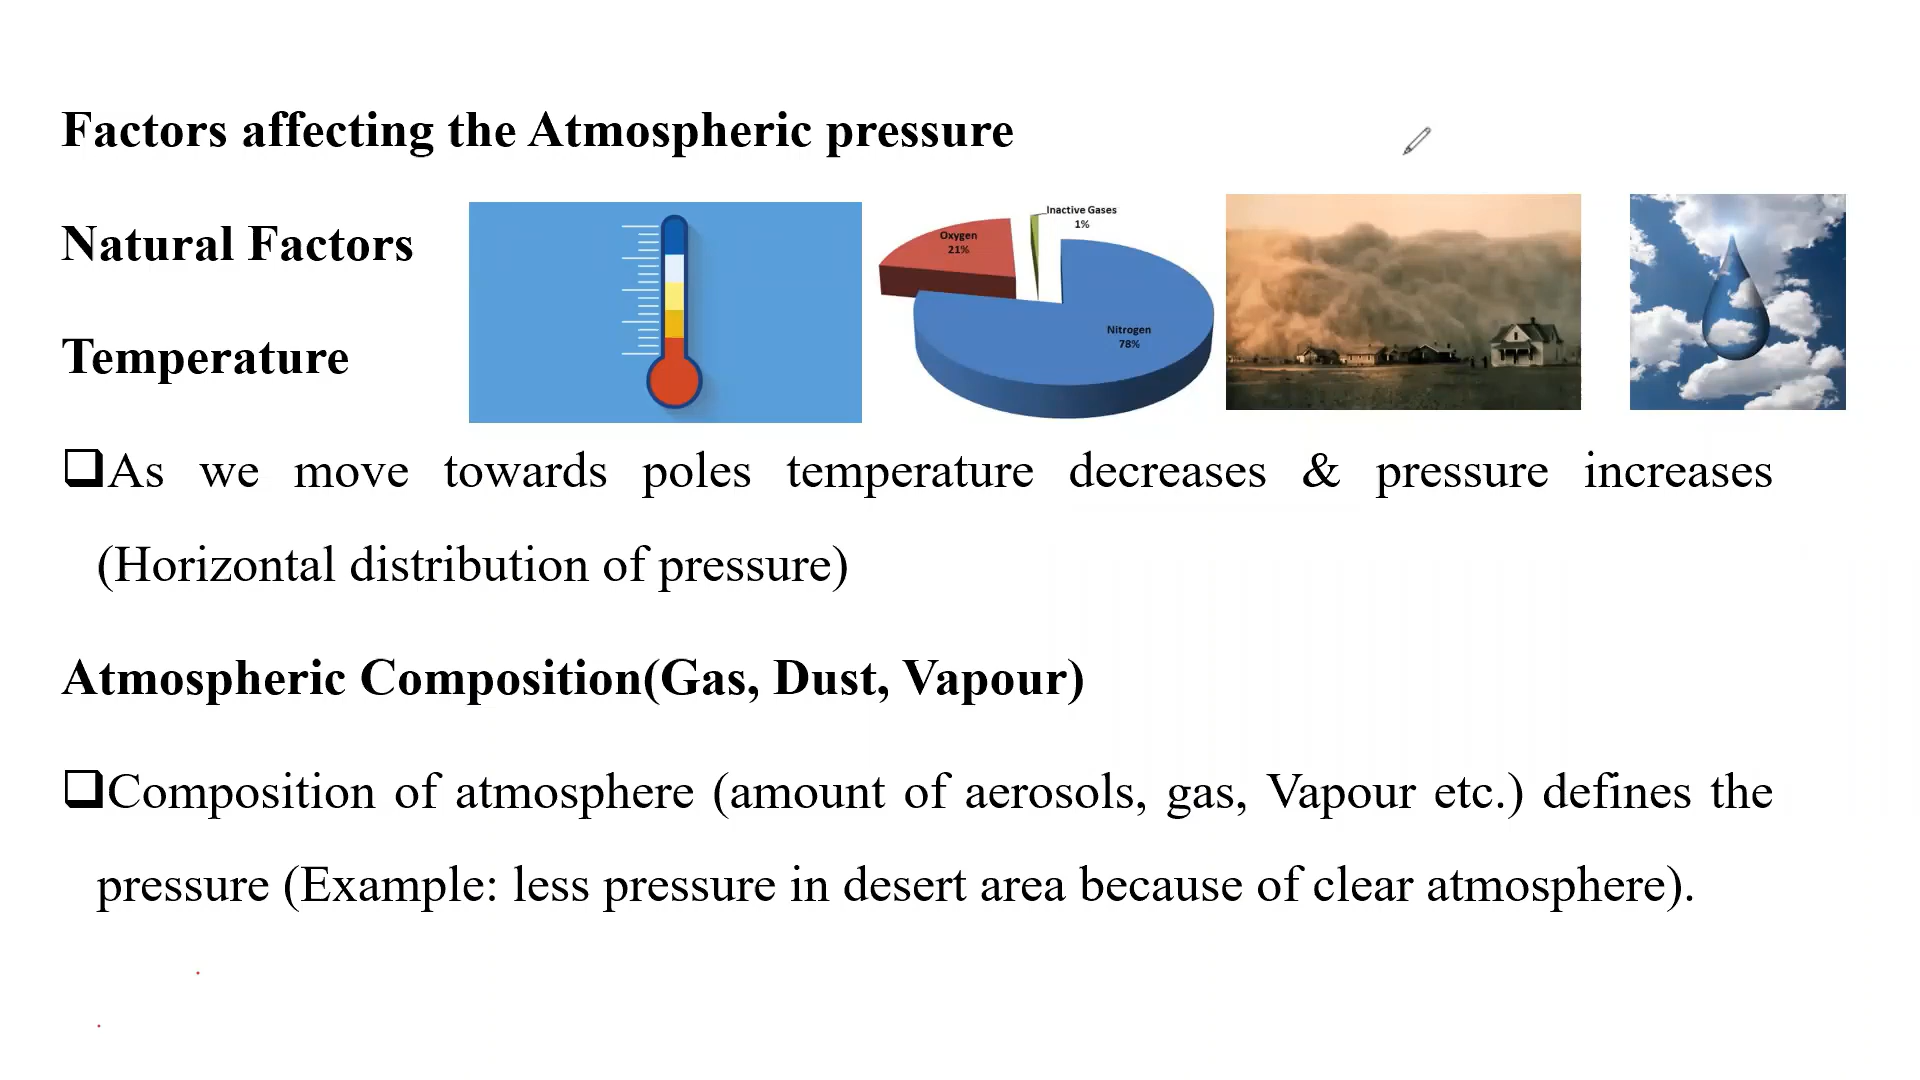 Factors affecting the Atmospheric pressure
Natural Factors
Inactive Gases
1%
Oxygen
21%
Nitrogen
78%
Temperature
❑As we move towards poles temperature decreases & pressure increases
(Horizontal distribution of pressure)
Atmospheric Composition(Gas, Dust, Vapour)
❑Composition of atmosphere (amount of aerosols, gas, Vapour etc.) defines the
pressure (Example: less pressure in desert area because of clear atmosphere).